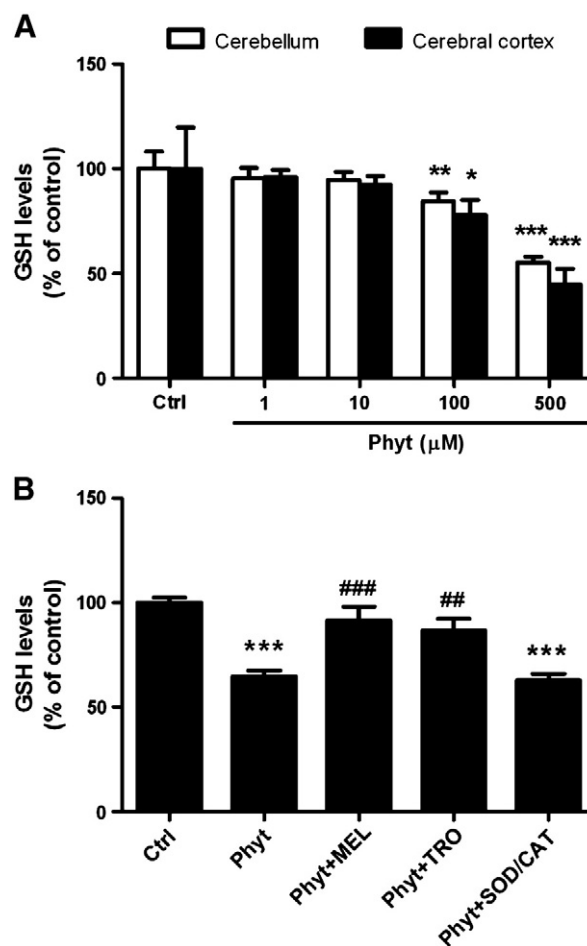 A
Cerebellum Cerebral cortex
GSH levels
(% of control)
150
100
50
0
** *
*** ***
Ctrl 1 10 100 500
Phyt (μM)
B
GSH levels
(% of control)
150
100
50
0
*** ### ## ***
Ctrl Phyt Phyt+MEL Phyt+TRO Phyt+SOD/CAT